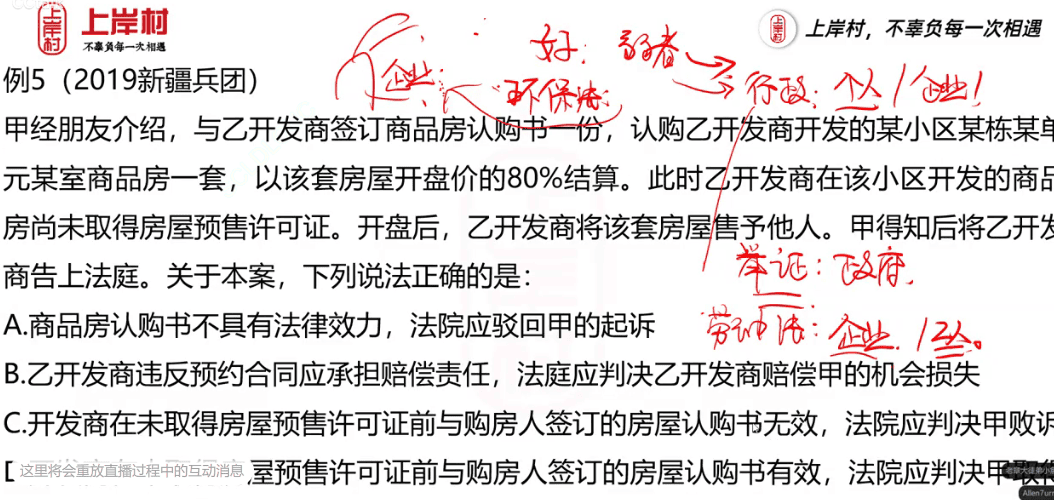 上岸村
上岸村
不辜负每一次相遇
上岸村
上岸村，不辜负每一次相遇
好：弱者
企业：
环保法：
行政：个人/企业！
例5（2019新疆兵团）
甲经朋友介绍，与乙开发商签订商品房认购书一份，认购乙开发商开发的某小区某栋某单
元某室商品房一套，以该套房屋开盘价的80%结算。此时乙开发商在该小区开发的商品
房尚未取得房屋预售许可证。开盘后，乙开发商将该套房屋售予他人。甲得知后将乙开发
商告上法庭。关于本案，下列说法正确的是：
举证：政府，
A.商品房认购书不具有法律效力，法院应驳回甲的起诉
劳动法：企业/工人。
B.乙开发商违反预约合同应承担赔偿责任，法庭应判决乙开发商赔偿甲的机会损失
C.开发商在未取得房屋预售许可证前与购房人签订的房屋认购书无效，法院应判决甲败诉
这里将会重放直播过程中的互动消息
屋预售许可证前与购房人签订的房屋认购书有效，法院应判决甲取得